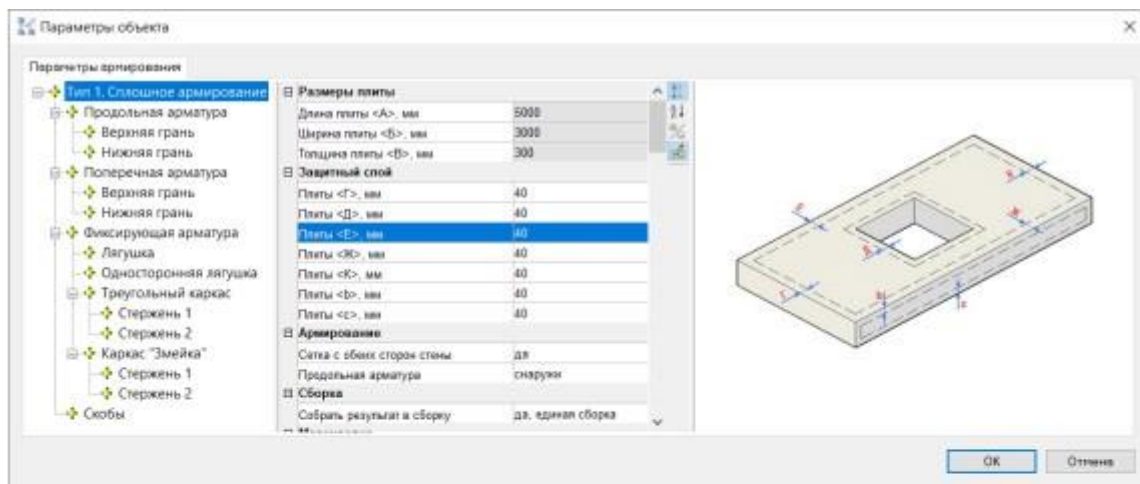 Параметры объекта
Параметры армирования
Тип 1. Сплошное армирование
Продольная арматура
Верхняя грань
Нижняя грань
Поперечная арматура
Верхняя грань
Нижняя грань
Фиксирующая арматура
Лягушка
Односторонняя лягушка
Треугольный каркас
Стержень 1
Стержень 2
Каркас "Змейка"
Стержень 1
Стержень 2
Скобы
Размеры плиты
Длина плиты <А>, мм 5000
Ширина плиты <Б>, мм 3000
Толщина плиты <В>, мм 300
Защитный слой
Плиты <Г>, мм 40
Плиты <Д>, мм 40
Плиты <Е>, мм 40
Плиты <Ж>, мм 40
Плиты <К>, мм 40
Плиты <b>, мм 40
Плиты <c>, мм 40
Армирование
Сетка с обеих сторон стены да
Продольная арматура снаружи
Сборка
Собрать результат в сборку да, единая сборка
OK
Отмена